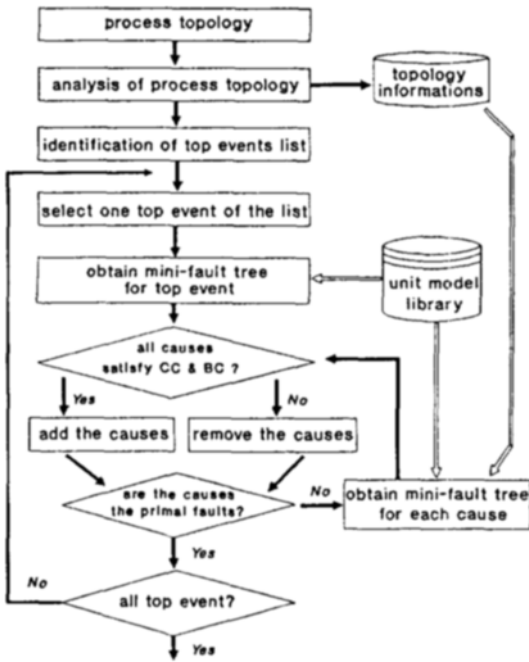 process topology
analysis of process topology
topology
informations
identification of top events list
select one top event of the list
obtain mini-fault tree
for top event
unit model
library
all causes
satisfy CC & BC ?
Yes
No
add the causes
remove the causes
are the causes
the primal faults?
No
obtain mini-fault tree
for each cause
Yes
No
all top event?
Yes